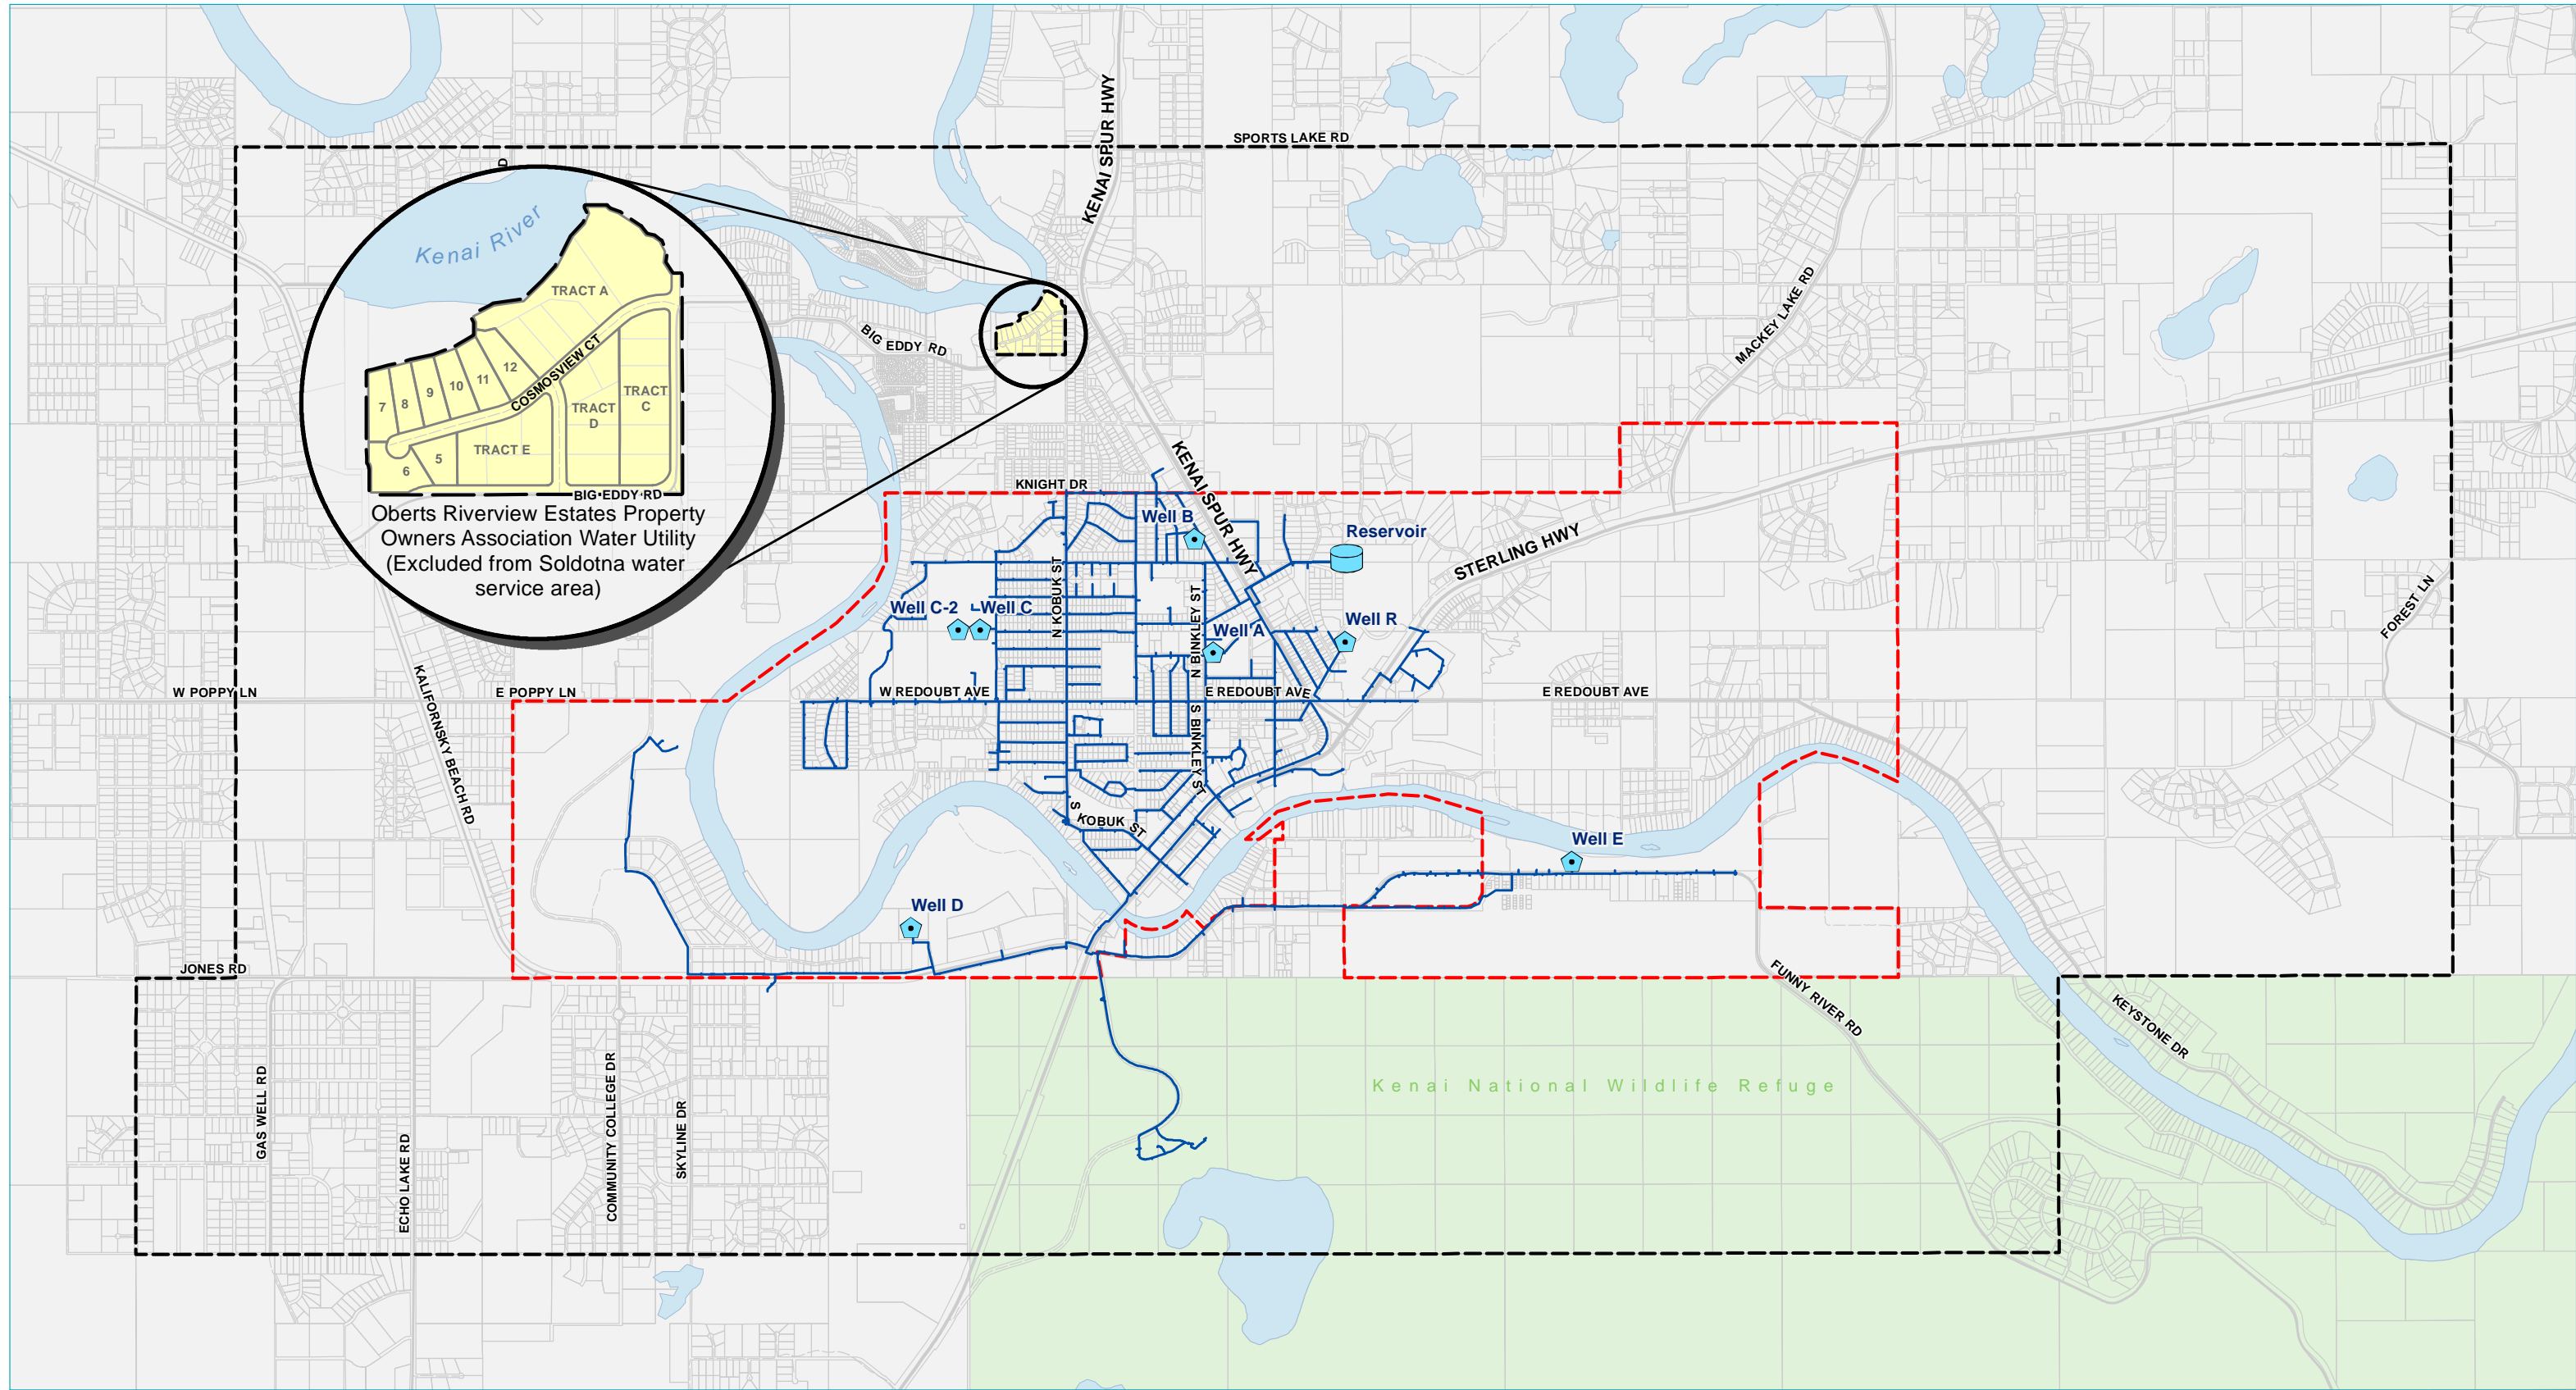 SPORTS LAKE RD
KENAI SPUR HWY
D
Kenai River
TRACT A
MACKEY LAKE RD
BIG EDDY RD
COSMOSVIEW CT
12
11
10
9
8
7
TRACT
C
TRACT
D
TRACT E
5
6
BIG EDDY RD
Oberts Riverview Estates Property
Owners Association Water Utility
(Excluded from Soldotna water
service area)
KNIGHT DR
KENAI SPUR HWY
Well B
Reservoir
STERLING HWY
N KOBUK ST
N BINKLEY ST
Well C-2
Well C
Well A
Well R
FOREST LN
W POPPY LN
E POPPY LN
KALIFORNSKY BEACH RD
W REDOUBT AVE
E REDOUBT AVE
E REDOUBT AVE
S BINKLEY ST
S KOBUK ST
Well E
Well D
JONES RD
FUNNY RIVER RD
KEYSTONE DR
Kenai National Wildlife Refuge
GAS WELL RD
ECHO LAKE RD
COMMUNITY COLLEGE DR
SKYLINE DR